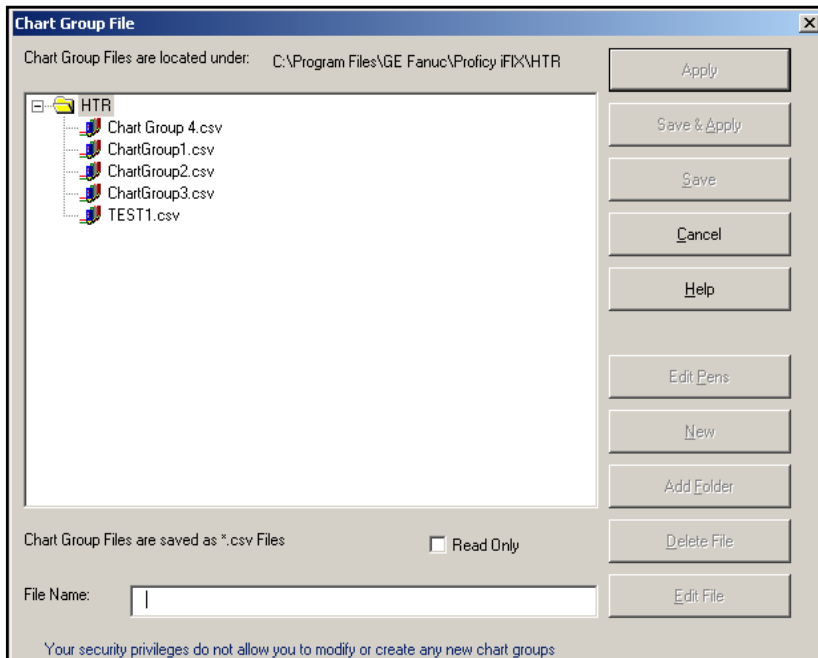 Chart Group File
Chart Group Files are located under: C:\Program Files\GE Fanuc\Proficy iFIX\HTR
HTR
Chart Group 4.csv
ChartGroup1.csv
ChartGroup2.csv
ChartGroup3.csv
TEST1.csv
Apply
Save & Apply
Save
Cancel
Help
Edit Pens
New
Add Folder
Delete File
Edit File
Chart Group Files are saved as *.csv Files
Read Only
File Name:
Your security privileges do not allow you to modify or create any new chart groups